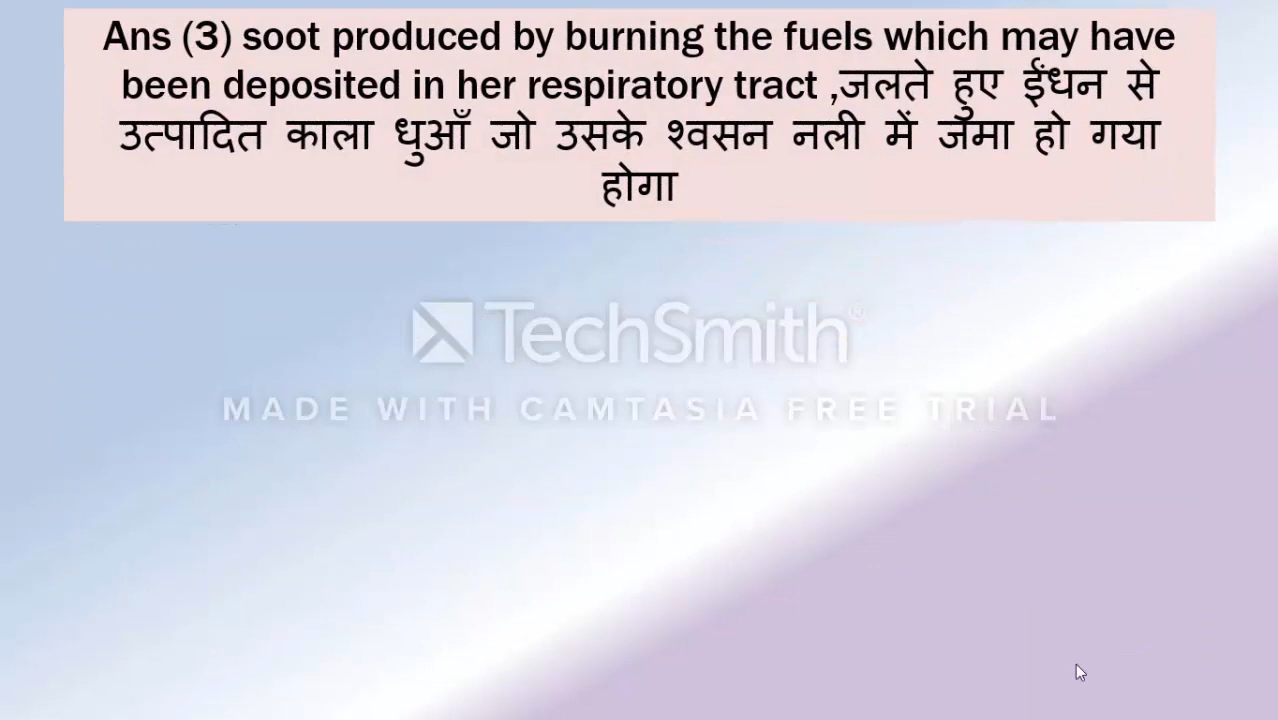 Ans (3) soot produced by burning the fuels which may have
been deposited in her respiratory tract ,जलते हुए ईंधन से
उत्पादित काला धुआँ जो उसके श्वसन नली में जमा हो गया
होगा
TechSmith®
MADE WITH CAMTASIA FREE TRIAL